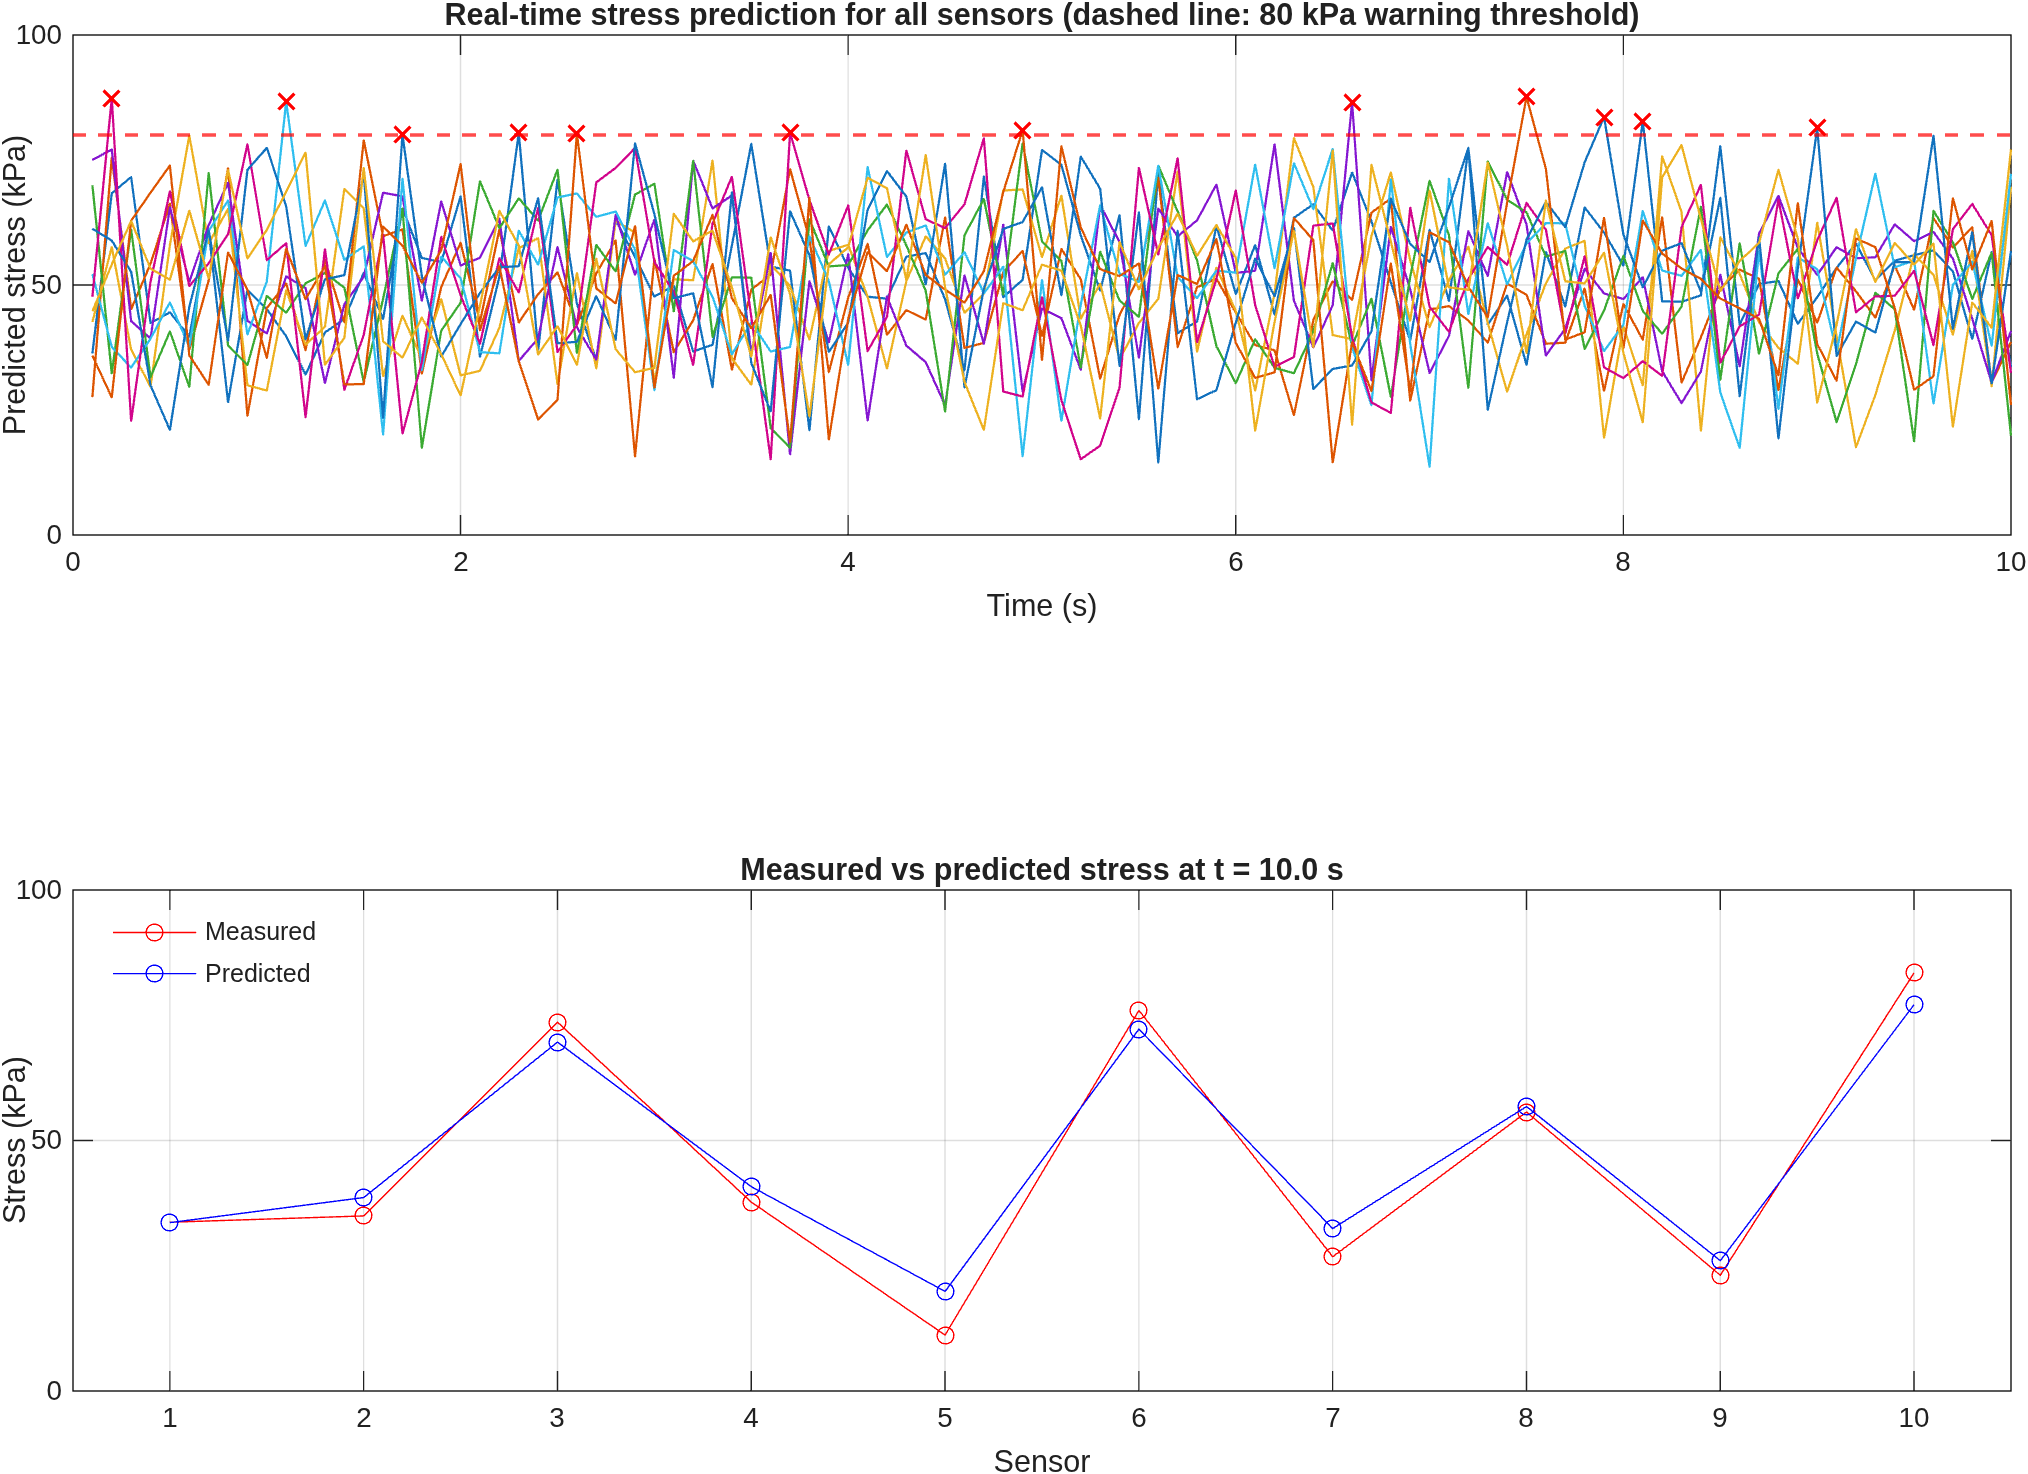 Real-time stress prediction for all sensors (dashed line: 80 kPa warning threshold)
100
50
0
Predicted stress (kPa)
0 2 4 6 8 10
Time (s)
Measured vs predicted stress at t = 10.0 s
100
50
0
Stress (kPa)
Measured
Predicted
1 2 3 4 5 6 7 8 9 10
Sensor